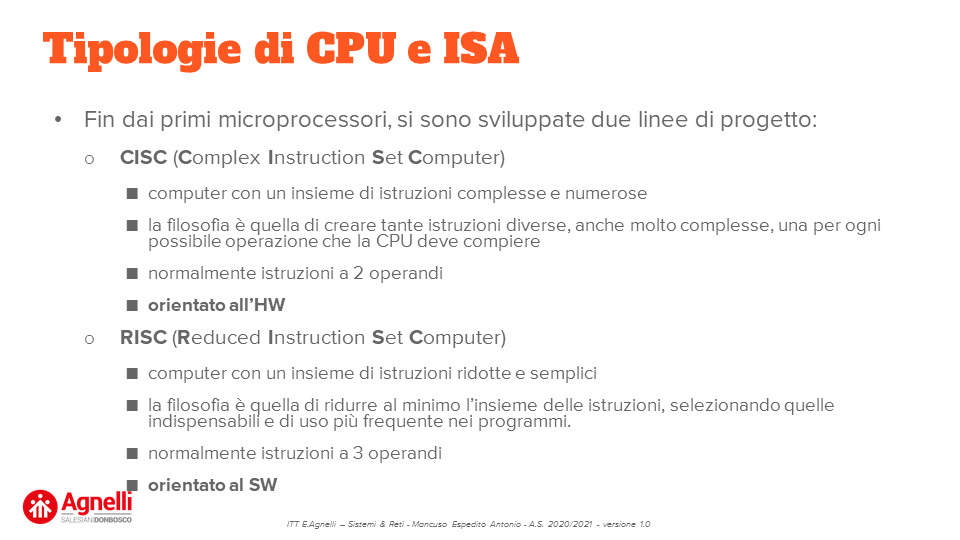 Tipologie di CPU e ISA
• Fin dai primi microprocessori, si sono sviluppate due linee di progetto:
o CISC (Complex Instruction Set Computer)
■ computer con un insieme di istruzioni complesse e numerose
■ la filosofia è quella di creare tante istruzioni diverse, anche molto complesse, una per ogni
possibile operazione che la CPU deve compiere
■ normalmente istruzioni a 2 operandi
■ orientato all’HW
o RISC (Reduced Instruction Set Computer)
■ computer con un insieme di istruzioni ridotte e semplici
■ la filosofia è quella di ridurre al minimo l’insieme delle istruzioni, selezionando quelle
indispensabili e di uso più frequente nei programmi.
■ normalmente istruzioni a 3 operandi
■ orientato al SW
Agnelli
SALESIANIDONBOSCO
ITT E.Agnelli – Sistemi & Reti - Mancuso Espedito Antonio - A.S. 2020/2021 - versione 1.0